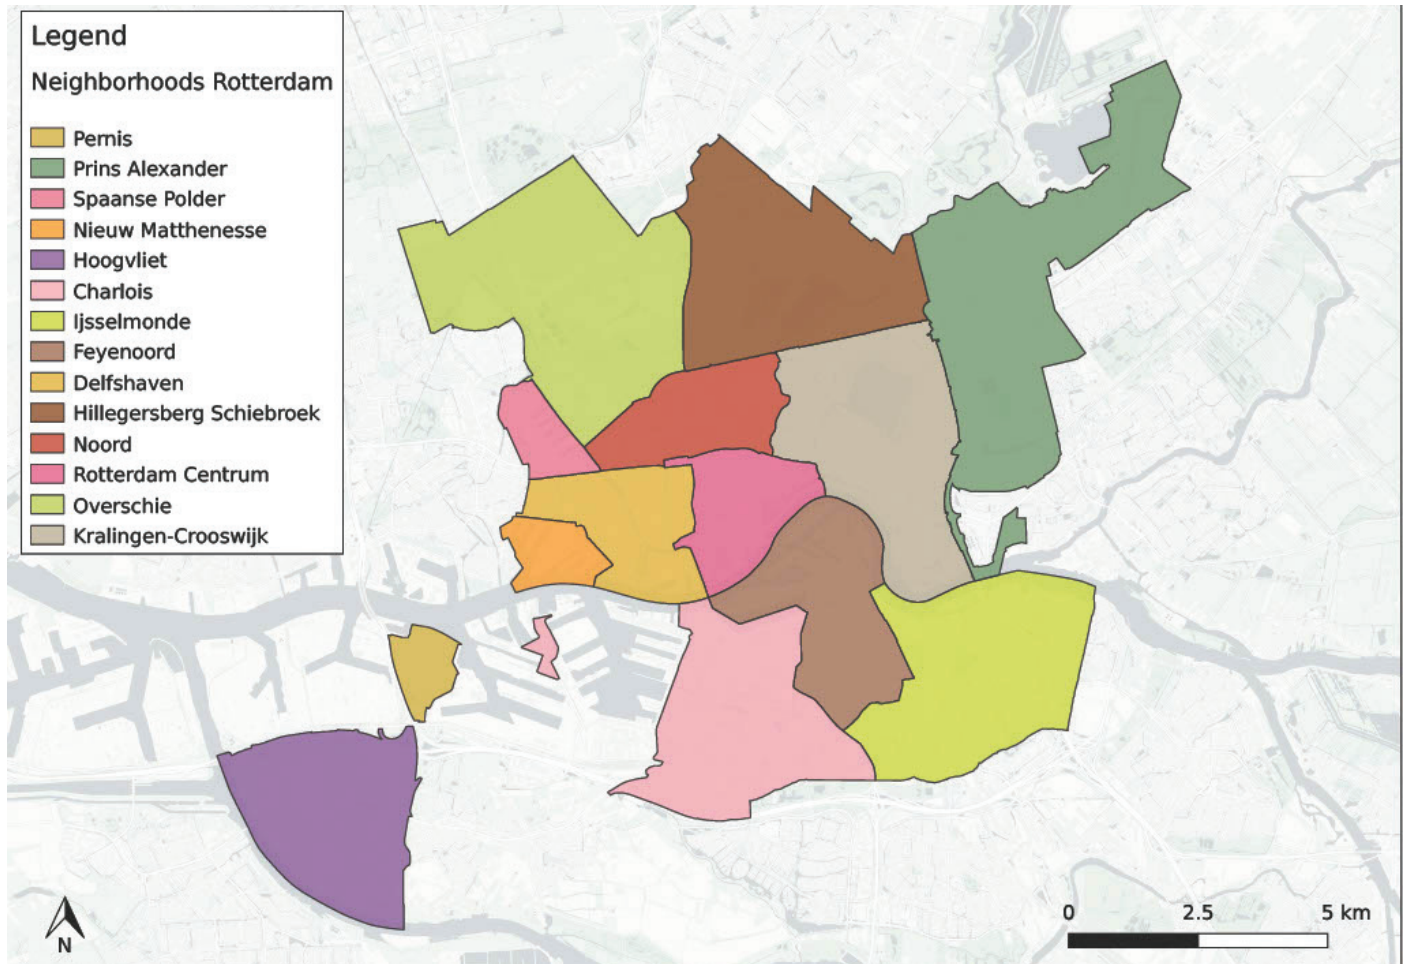 Legend
Neighborhoods Rotterdam
Pernis
Prins Alexander
Spaanse Polder
Nieuw Matthenesse
Hoogvliet
Charlois
Ijsselmonde
Feyenoord
Delfshaven
Hillegersberg Schiebroek
Noord
Rotterdam Centrum
Overschie
Kralingen-Crooswijk
N
0 2.5 5 km